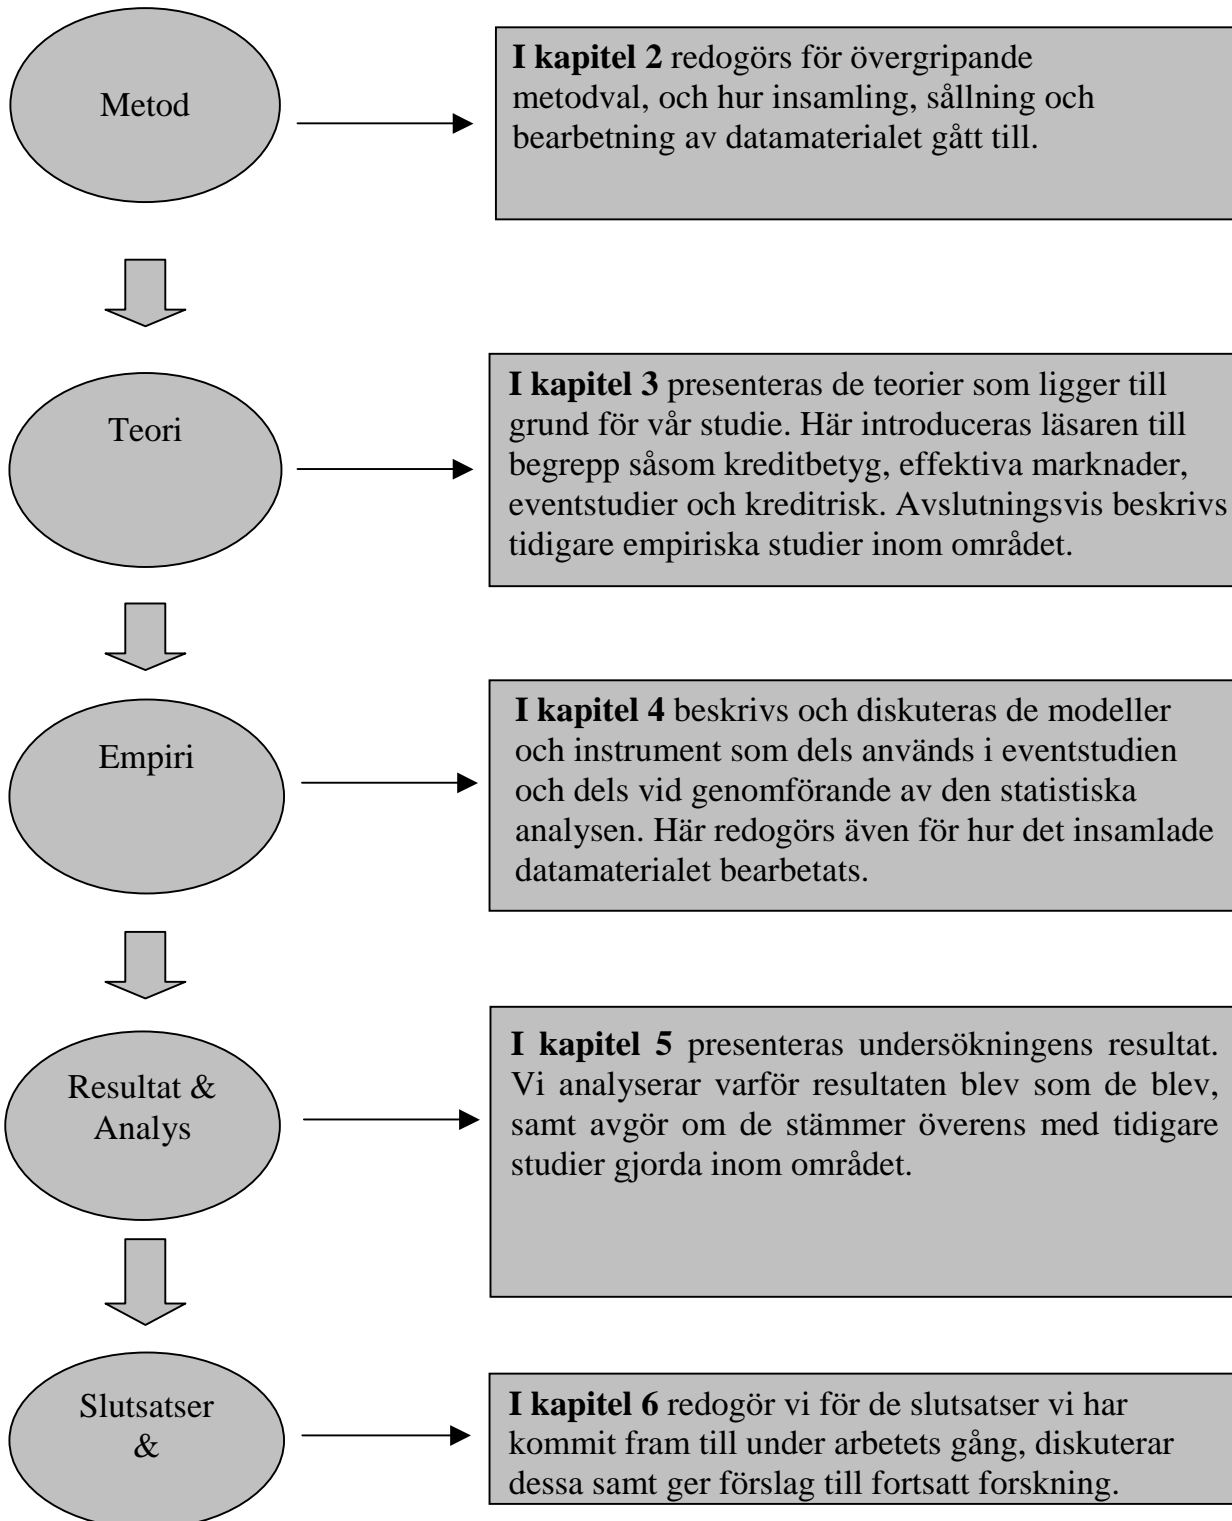 Metod
I kapitel 2 redogörs för övergripande
metodval, och hur insamling, sållning och
bearbetning av datamaterialet gått till.
Teori
I kapitel 3 presenteras de teorier som ligger till
grund för vår studie. Här introduceras läsaren till
begrepp såsom kreditbetyg, effektiva marknader,
eventstudier och kreditrisk. Avslutningsvis beskrivs
tidigare empiriska studier inom området.
Empiri
I kapitel 4 beskrivs och diskuteras de modeller
och instrument som dels används i eventstudien
och dels vid genomförande av den statistiska
analysen. Här redogörs även för hur det insamlade
datamaterialet bearbetats.
Resultat &
Analys
I kapitel 5 presenteras undersökningens resultat.
Vi analyserar varför resultaten blev som de blev,
samt avgör om de stämmer överens med tidigare
studier gjorda inom området.
Slutsatser
&
I kapitel 6 redogör vi för de slutsatser vi har
kommit fram till under arbetets gång, diskuterar
dessa samt ger förslag till fortsatt forskning.